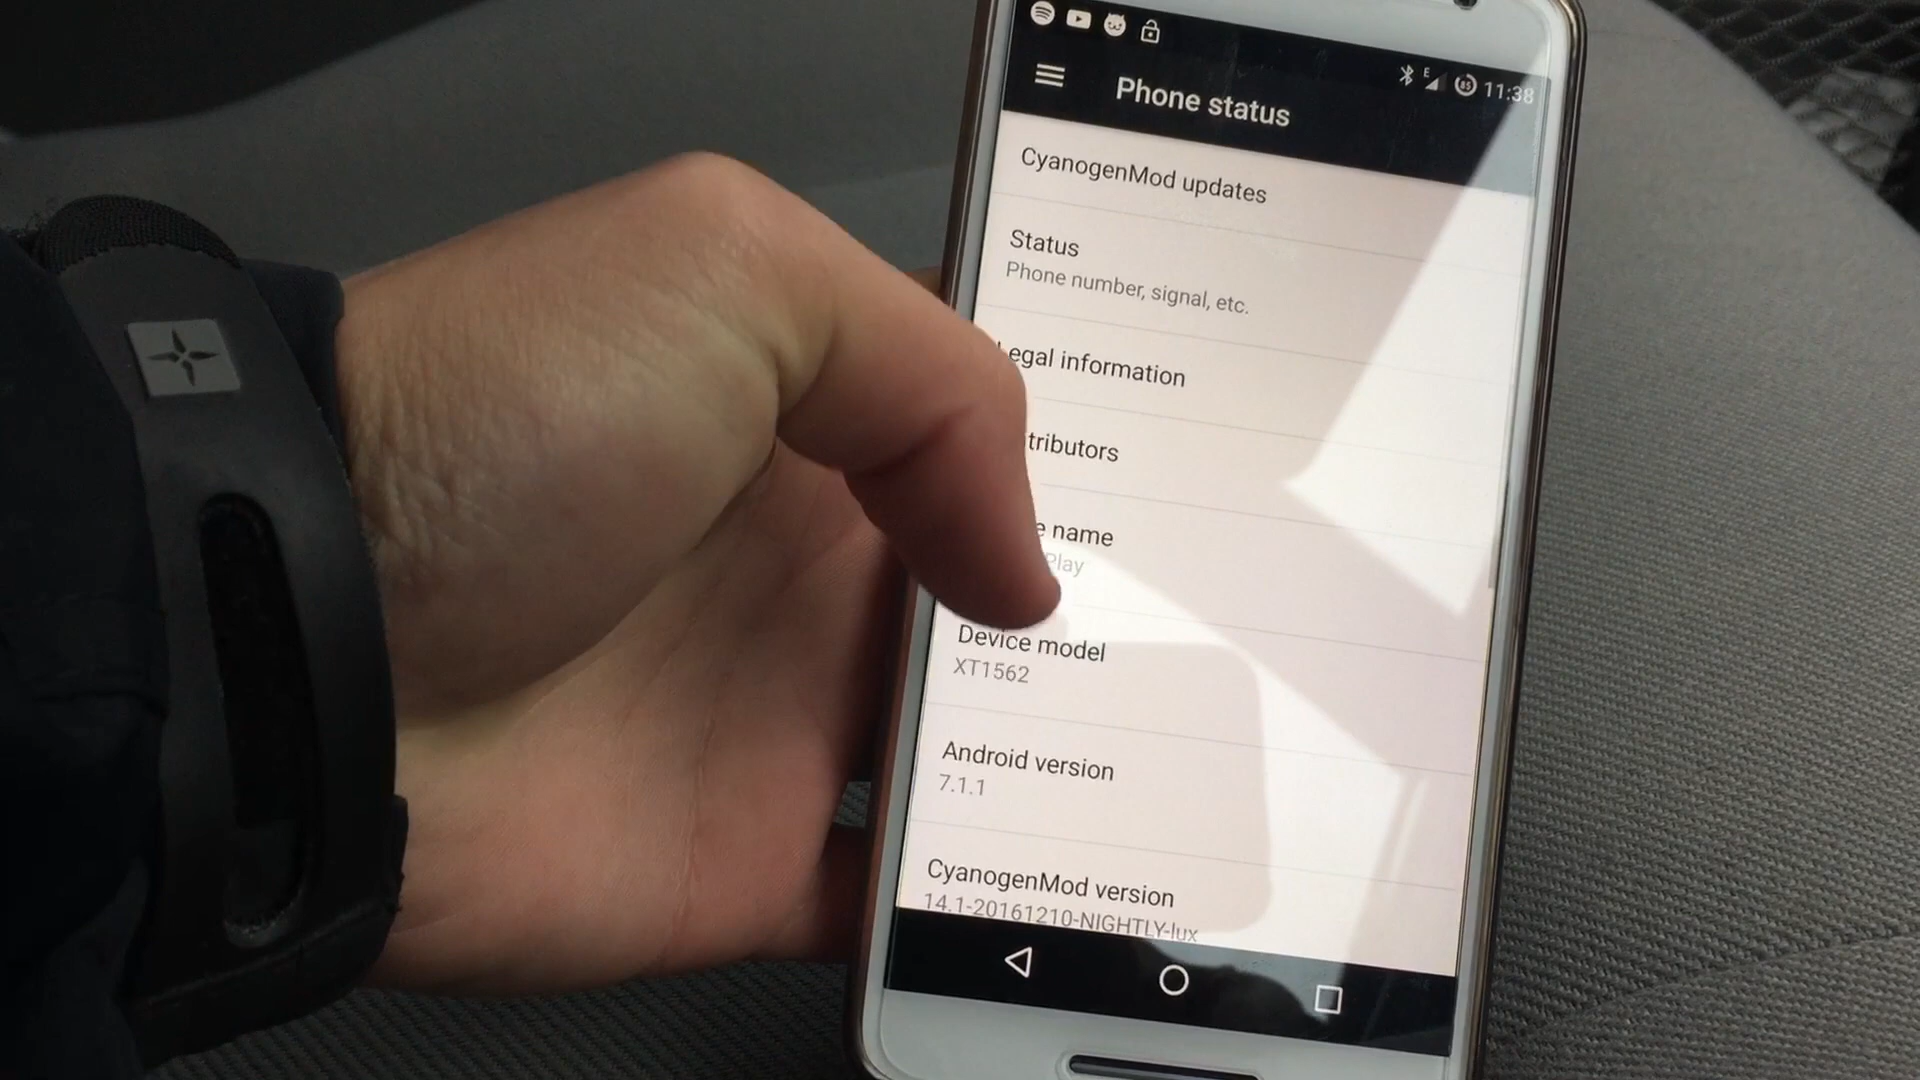 E
85
11:38
Phone status
CyanogenMod updates
Status
Phone number, signal, etc.
egal information
tributors
e name
Play
Device model
XT1562
Android version
7.1.1
CyanogenMod version
14.1-20161210-NIGHTLY-lux